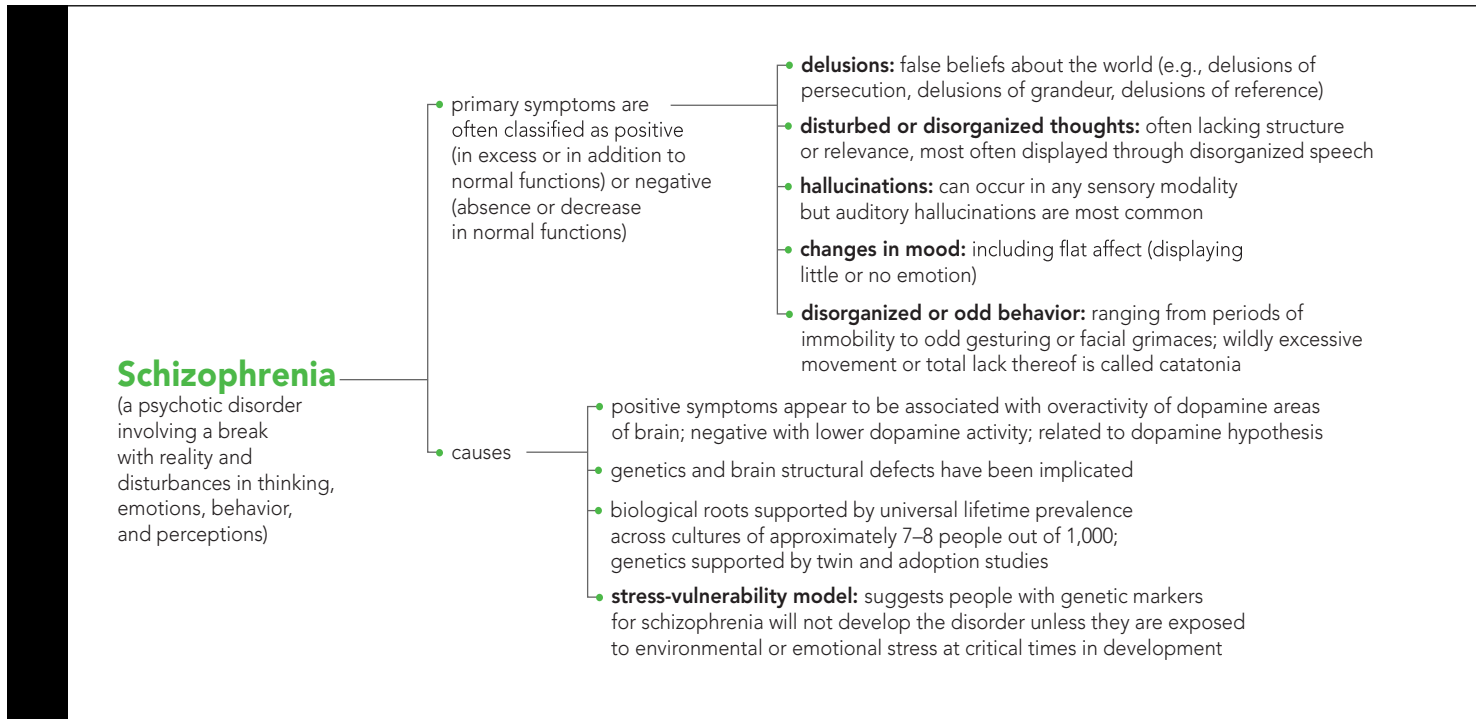 Schizophrenia
(a psychotic disorder
involving a break
with reality and
disturbances in thinking,
emotions, behavior,
and perceptions)
primary symptoms are
often classified as positive
(in excess or in addition to
normal functions) or negative
(absence or decrease
in normal functions)
delusions: false beliefs about the world (e.g., delusions of
persecution, delusions of grandeur, delusions of reference)
disturbed or disorganized thoughts: often lacking structure
or relevance, most often displayed through disorganized speech
hallucinations: can occur in any sensory modality
but auditory hallucinations are most common
changes in mood: including flat affect (displaying
little or no emotion)
disorganized or odd behavior: ranging from periods of
immobility to odd gesturing or facial grimaces; wildly excessive
movement or total lack thereof is called catatonia
causes
positive symptoms appear to be associated with overactivity of dopamine areas
of brain; negative with lower dopamine activity; related to dopamine hypothesis
genetics and brain structural defects have been implicated
biological roots supported by universal lifetime prevalence
across cultures of approximately 7–8 people out of 1,000;
genetics supported by twin and adoption studies
stress-vulnerability model: suggests people with genetic markers
for schizophrenia will not develop the disorder unless they are exposed
to environmental or emotional stress at critical times in development